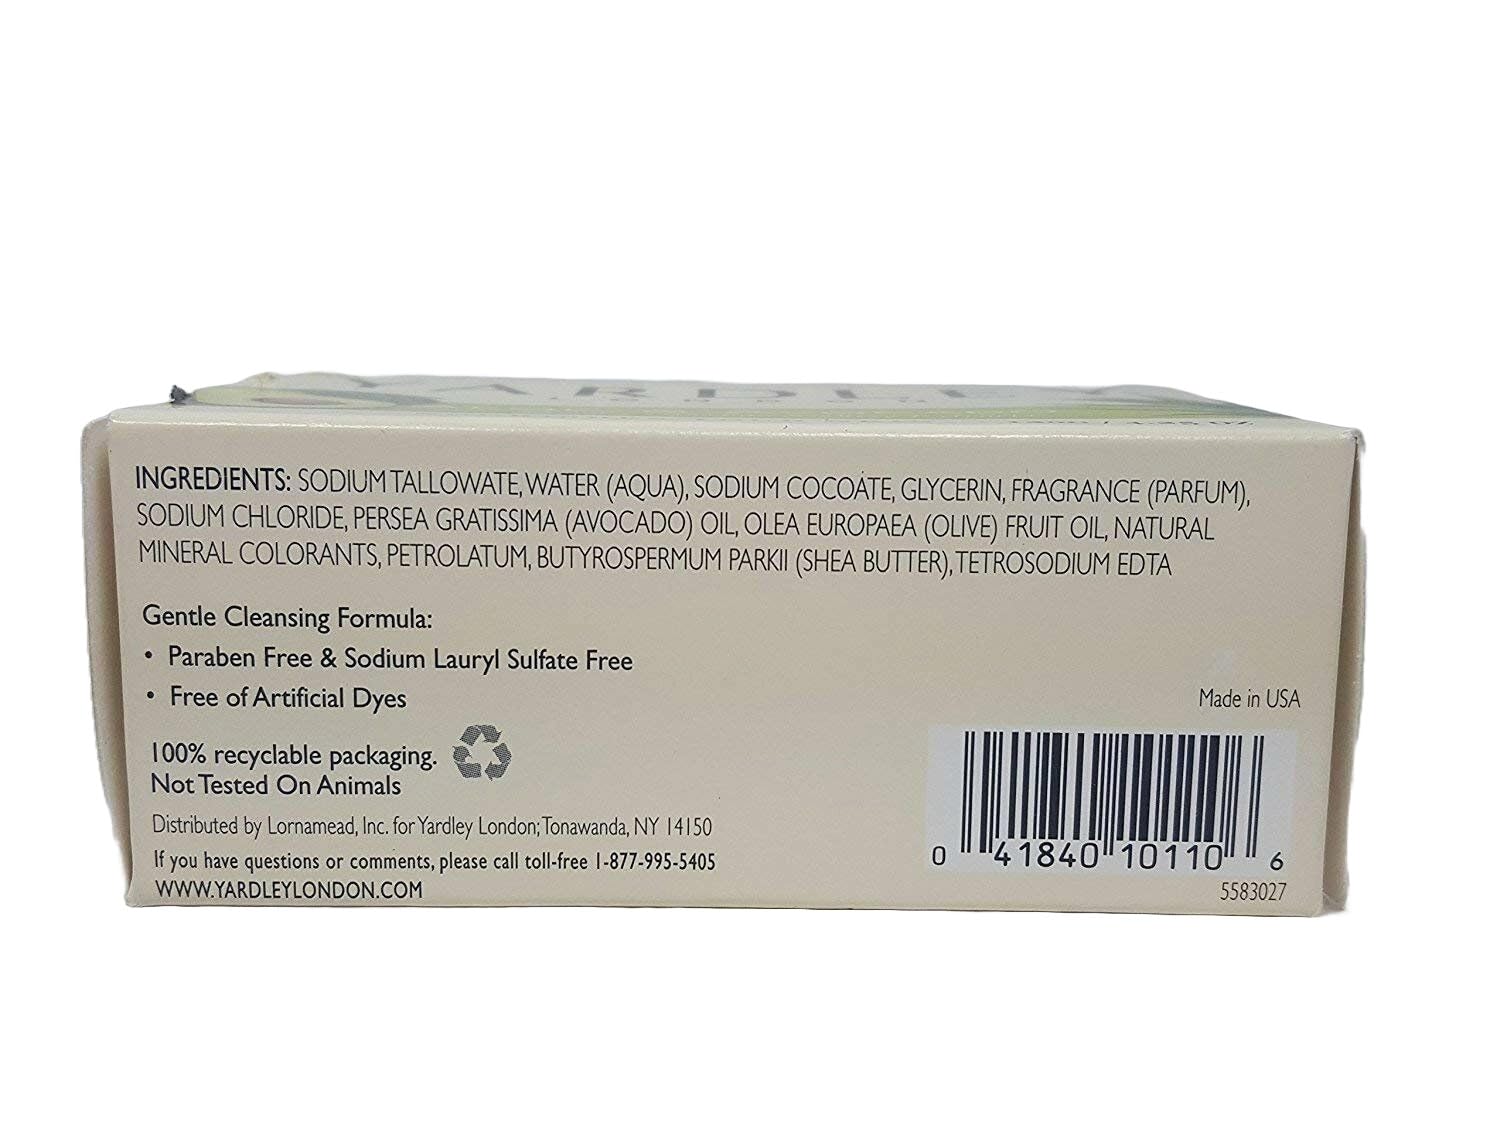 YARDLEY
INGREDIENTS: SODIUM TALLOWATE, WATER (AQUA), SODIUM COCOATE, GLYCERIN, FRAGRANCE (PARFUM),
SODIUM CHLORIDE, PERSEA GRATISSIMA (AVOCADO) OIL, OLEA EUROPAEA (OLIVE) FRUIT OIL, NATURAL
MINERAL COLORANTS, PETROLATUM, BUTYROSPERMUM PARKII (SHEA BUTTER), TETROSODIUM EDTA
Gentle Cleansing Formula:
• Paraben Free & Sodium Lauryl Sulfate Free
• Free of Artificial Dyes
Made in USA
100% recyclable packaging.
Not Tested On Animals
Distributed by Lornamead, Inc. for Yardley London; Tonawanda, NY 14150
If you have questions or comments, please call toll-free 1-877-995-5405
WWW.YARDLEYLONDON.COM
0 41840 10110 6
5583027